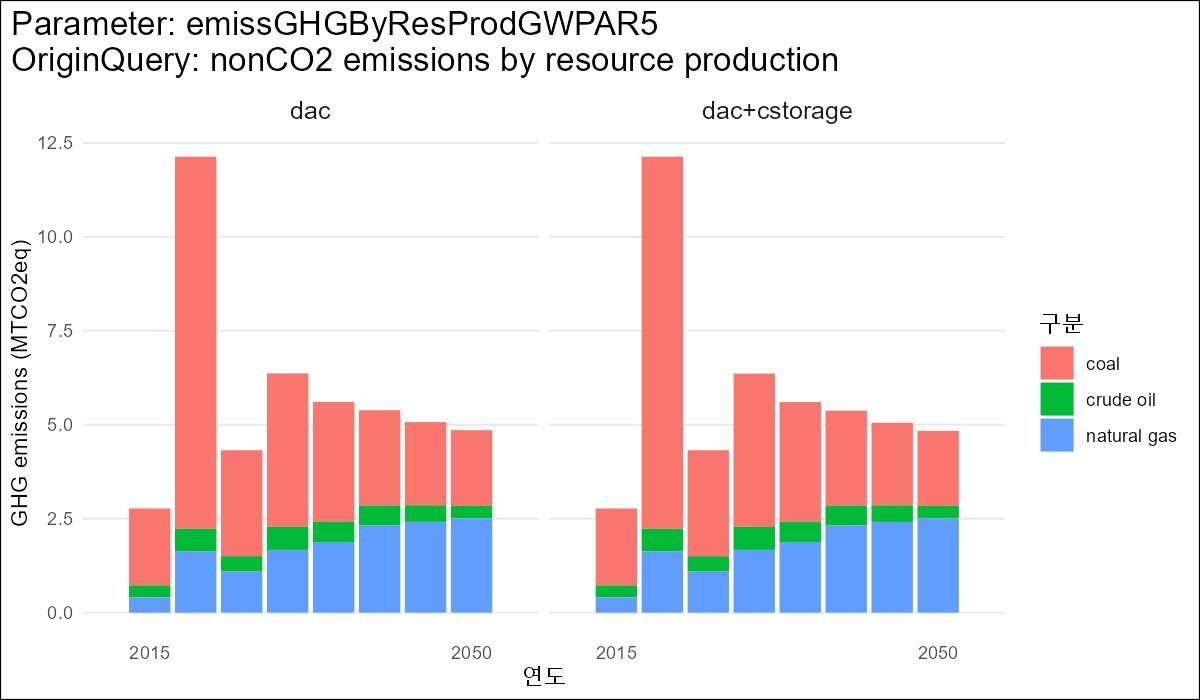 Parameter: emissGHGByResProdGWPAR5
OriginQuery: nonCO2 emissions by resource production
dac
dac+cstorage
GHG emissions (MTCO2eq)
12.5
10.0
7.5
5.0
2.5
0.0
2015
2050
2015
2050
연도
구분
coal
crude oil
natural gas